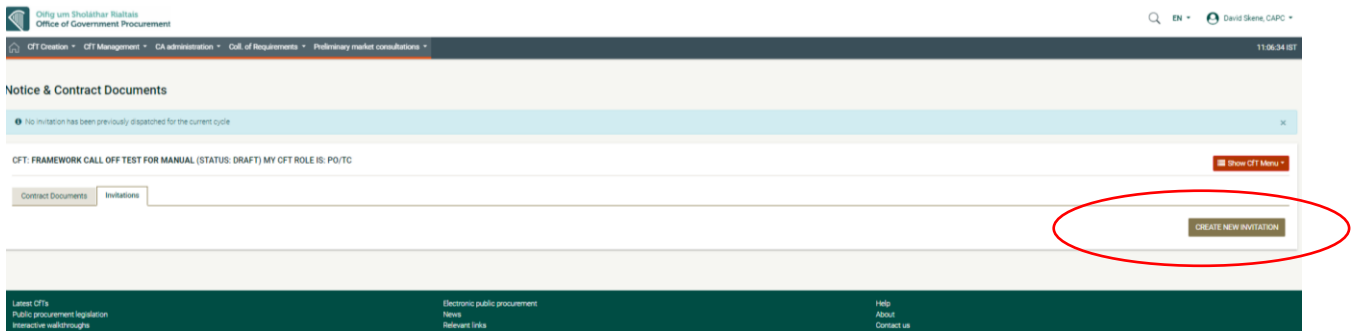 Oifig um Sholáthar Rialtais
Office of Government Procurement
EN
David Skene, CAPC
CfT Creation CfT Management CA administration Coll. of Requirements Preliminary market consultations
11:06:34 IST
Notice & Contract Documents
No invitation has been previously dispatched for the current cycle
CFT: FRAMEWORK CALL OFF TEST FOR MANUAL (STATUS: DRAFT) MY CFT ROLE IS: PO/TC
Show CfT Menu
Contract Documents Invitations
CREATE NEW INVITATION
Latest CfTs Electronic public procurement Help
Public procurement legislation News About
Interactive walkthroughs Relevant links Contact us